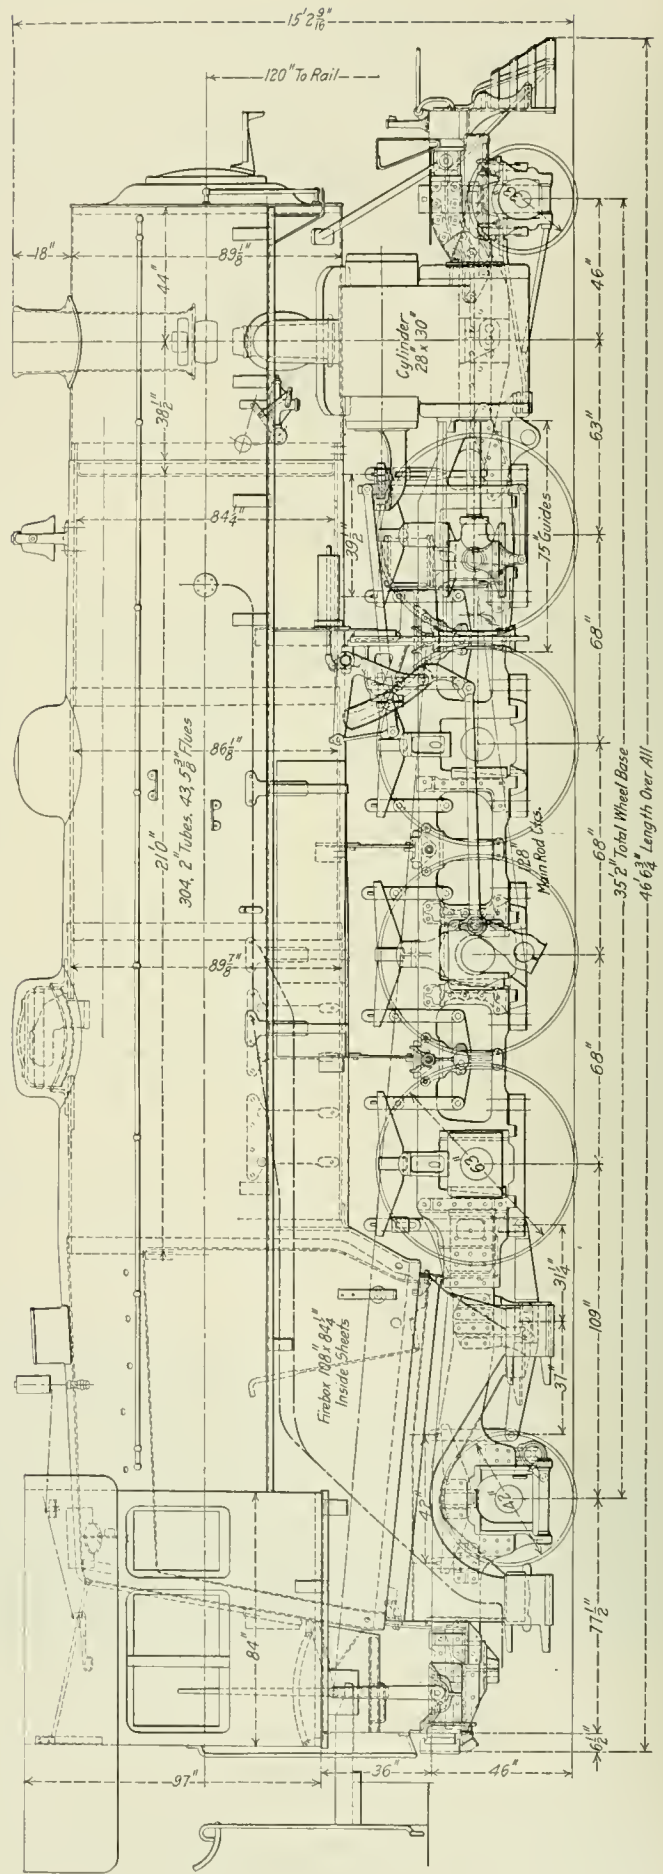 15'2 9/16"
120" To Rail
18"
89 1/8"
44"
38 1/2"
84 1/4"
39 1/2"
Cylinder
28" x 30"
75" Guides
46"
63"
68"
86 1/8"
21'0"
304, 2" Tubes. 43, 5 3/8" Flues
89 7/8"
128"
Main Rod Ctrs.
68"
68"
35'2" Total Wheel Base
46'6 3/4" Length Over All
63"
31 1/4"
109"
37"
Firebox 108" x 84 1/4"
Inside Sheets
42"
42"
84"
97"
36"
46"
77 1/2"
6 1/2"